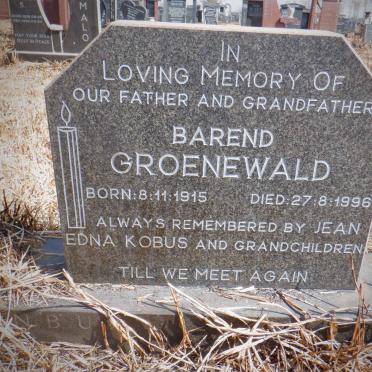 IN
LOVING MEMORY OF
OUR FATHER AND GRANDFATHER
BAREND
GROENEWALD
BORN:8:11:1915 DIED:27:8:1996
ALWAYS REMEMBERED BY JEAN
EDNA KOBUS AND GRANDCHILDREN
TILL WE MEET AGAIN